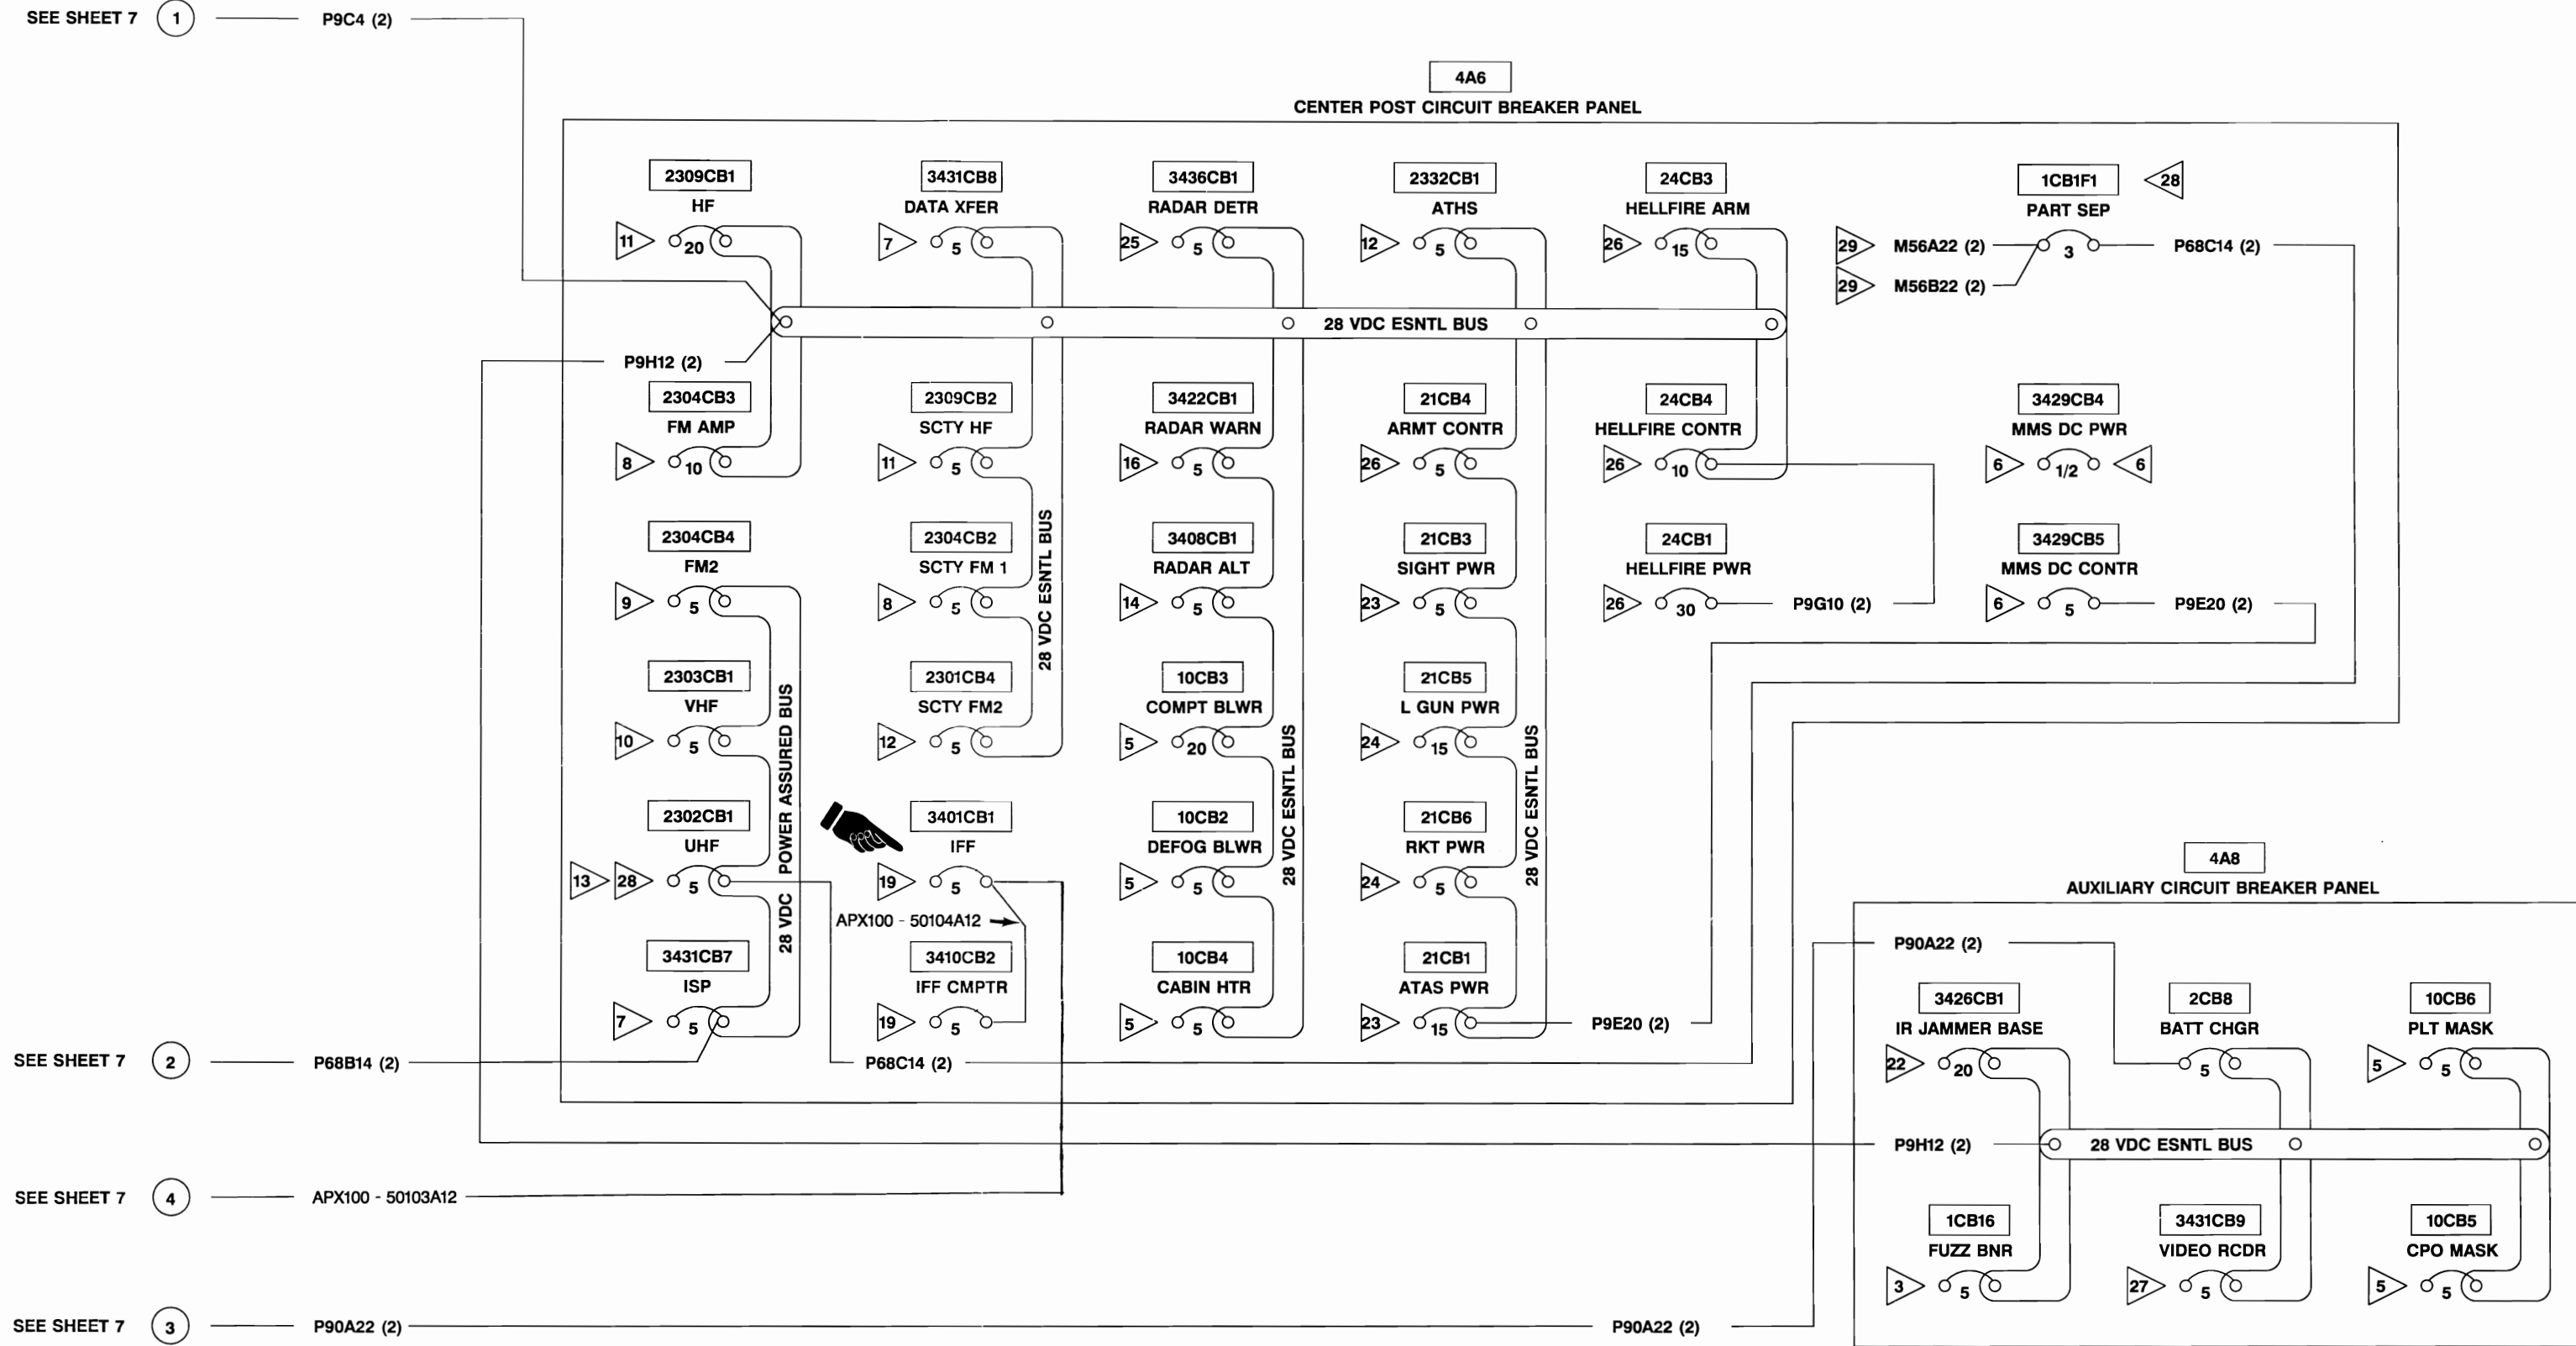 SEE SHEET 7 1 P9C4 (2)
4A6
CENTER POST CIRCUIT BREAKER PANEL
2309CB1 3431CB8 3436CB1 2332CB1 24CB3 1CB1F1 28
HF DATA XFER RADAR DETR ATHS HELLFIRE ARM PART SEP
11 20 7 5 25 5 12 5 26 15 29 M56A22 (2) 3 P68C14 (2)
29 M56B22 (2)
28 VDC ESNTL BUS
P9H12 (2)
2304CB3 2309CB2 3422CB1 21CB4 24CB4 3429CB4
FM AMP SCTY HF RADAR WARN ARMT CONTR HELLFIRE CONTR MMS DC PWR
8 10 11 5 16 5 26 5 26 10 6 1/2 6
2304CB4 2304CB2 3408CB1 21CB3 24CB1 3429CB5
FM2 SCTY FM 1 RADAR ALT SIGHT PWR HELLFIRE PWR MMS DC CONTR
9 5 8 5 14 5 23 5 26 30 P9G10 (2) 6 5 P9E20 (2)
28 VDC ESNTL BUS
2303CB1 2301CB4 10CB3 21CB5
VHF SCTY FM2 COMPT BLWR L GUN PWR
10 5 12 5 5 20 24 15
28 VDC POWER ASSURED BUS
28 VDC ESNTL BUS
28 VDC ESNTL BUS
2302CB1 3401CB1 10CB2 21CB6
UHF IFF DEFOG BLWR RKT PWR
13 28 5 19 5 5 5 24 5
APX100 - 50104A12
3431CB7 3410CB2 10CB4 21CB1
ISP IFF CMPTR CABIN HTR ATAS PWR
7 5 19 5 5 5 23 15 P9E20 (2)
SEE SHEET 7 2 P68B14 (2) P68C14 (2)
4A8
AUXILIARY CIRCUIT BREAKER PANEL
P90A22 (2)
3426CB1 2CB8 10CB6
IR JAMMER BASE BATT CHGR PLT MASK
22 20 5 5 5
P9H12 (2) 28 VDC ESNTL BUS
SEE SHEET 7 4 APX100 - 50103A12
1CB16 3431CB9 10CB5
FUZZ BNR VIDEO RCDR CPO MASK
3 5 27 5 5 5
SEE SHEET 7 3 P90A22 (2) P90A22 (2)